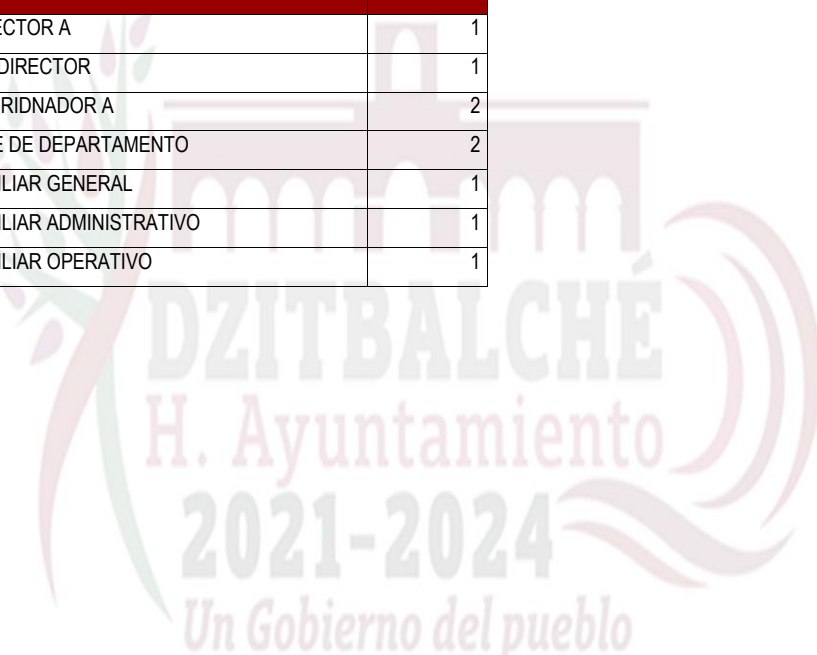 ECTOR A 1
DIRECTOR 1
RIDNADOR A 2
E DE DEPARTAMENTO 2
LIAR GENERAL 1
LIAR ADMINISTRATIVO 1
LIAR OPERATIVO 1
DZITBALCHÉ
H. Ayuntamiento
2021-2024
Un Gobierno del pueblo